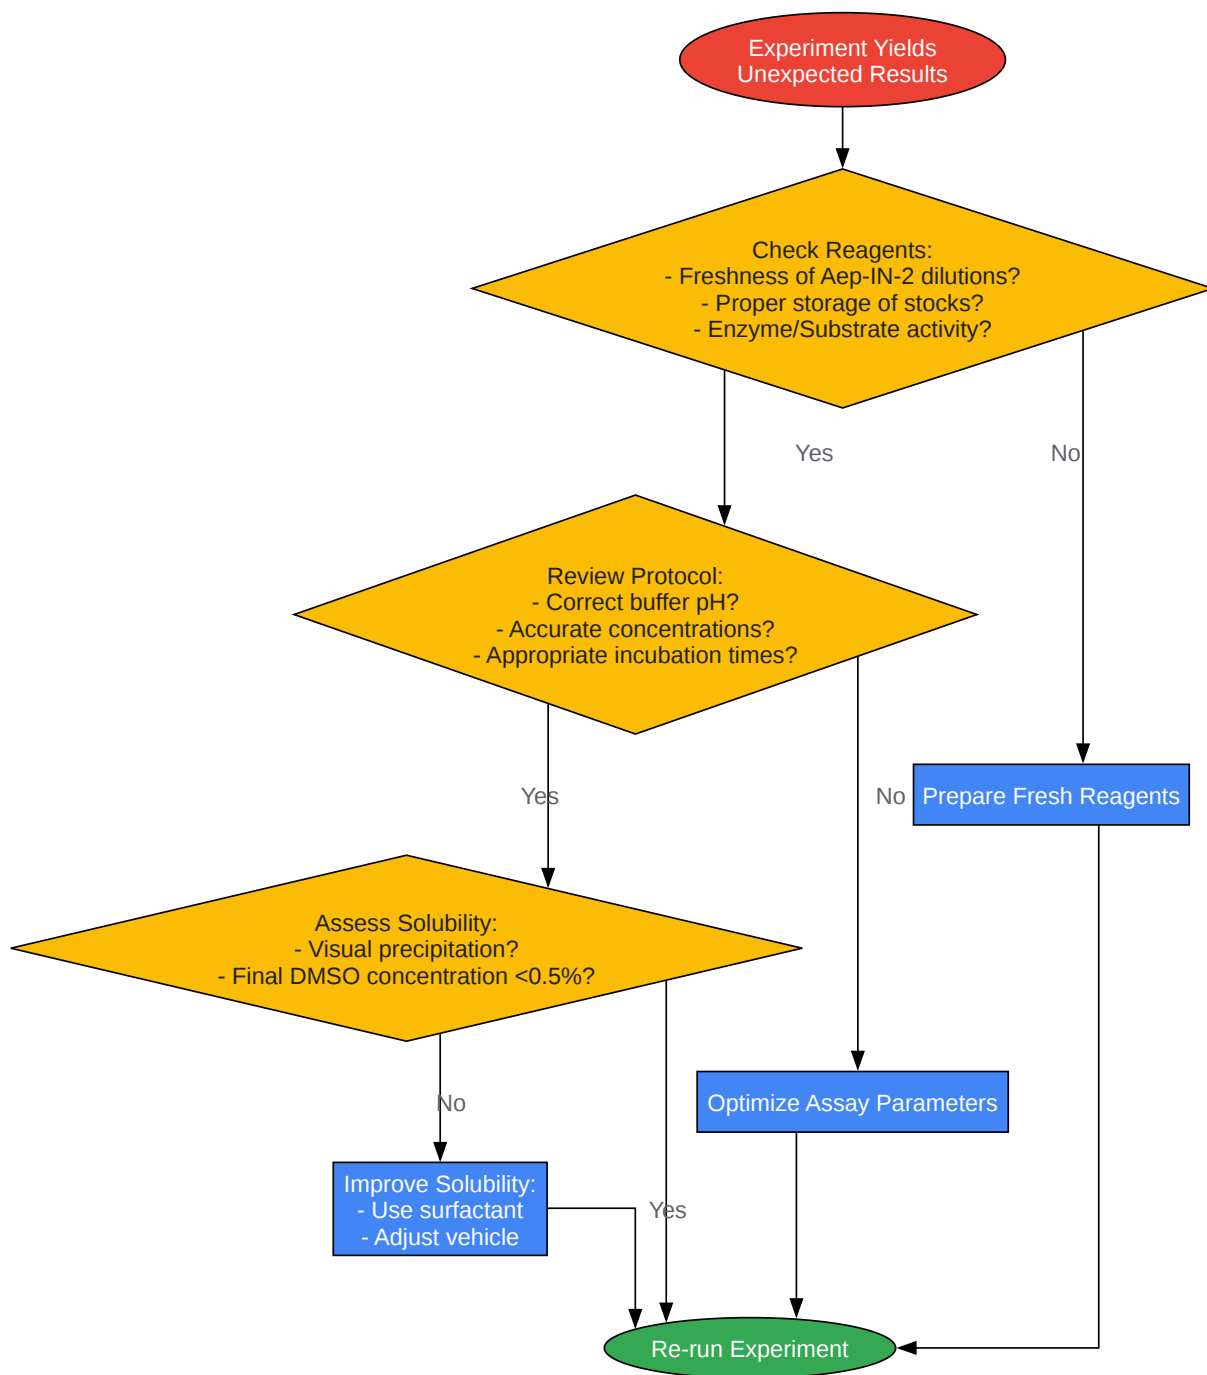 Experiment Yields
Unexpected Results
Check Reagents:
- Freshness of Aep-IN-2 dilutions?
- Proper storage of stocks?
- Enzyme/Substrate activity?
Yes
No
Review Protocol:
- Correct buffer pH?
- Accurate concentrations?
- Appropriate incubation times?
Yes
No
Prepare Fresh Reagents
Assess Solubility:
- Visual precipitation?
- Final DMSO concentration <0.5%?
No
Optimize Assay Parameters
Improve Solubility:
- Use surfactant
- Adjust vehicle
Yes
Re-run Experiment